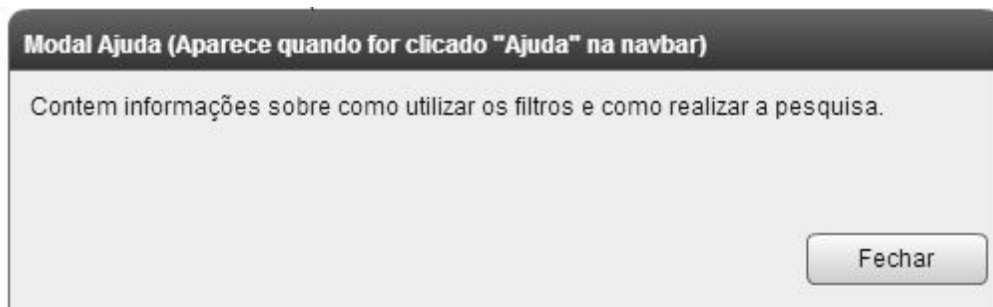 Modal Ajuda (Aparece quando for clicado "Ajuda" na navbar)
Contem informações sobre como utilizar os filtros e como realizar a pesquisa.
Fechar